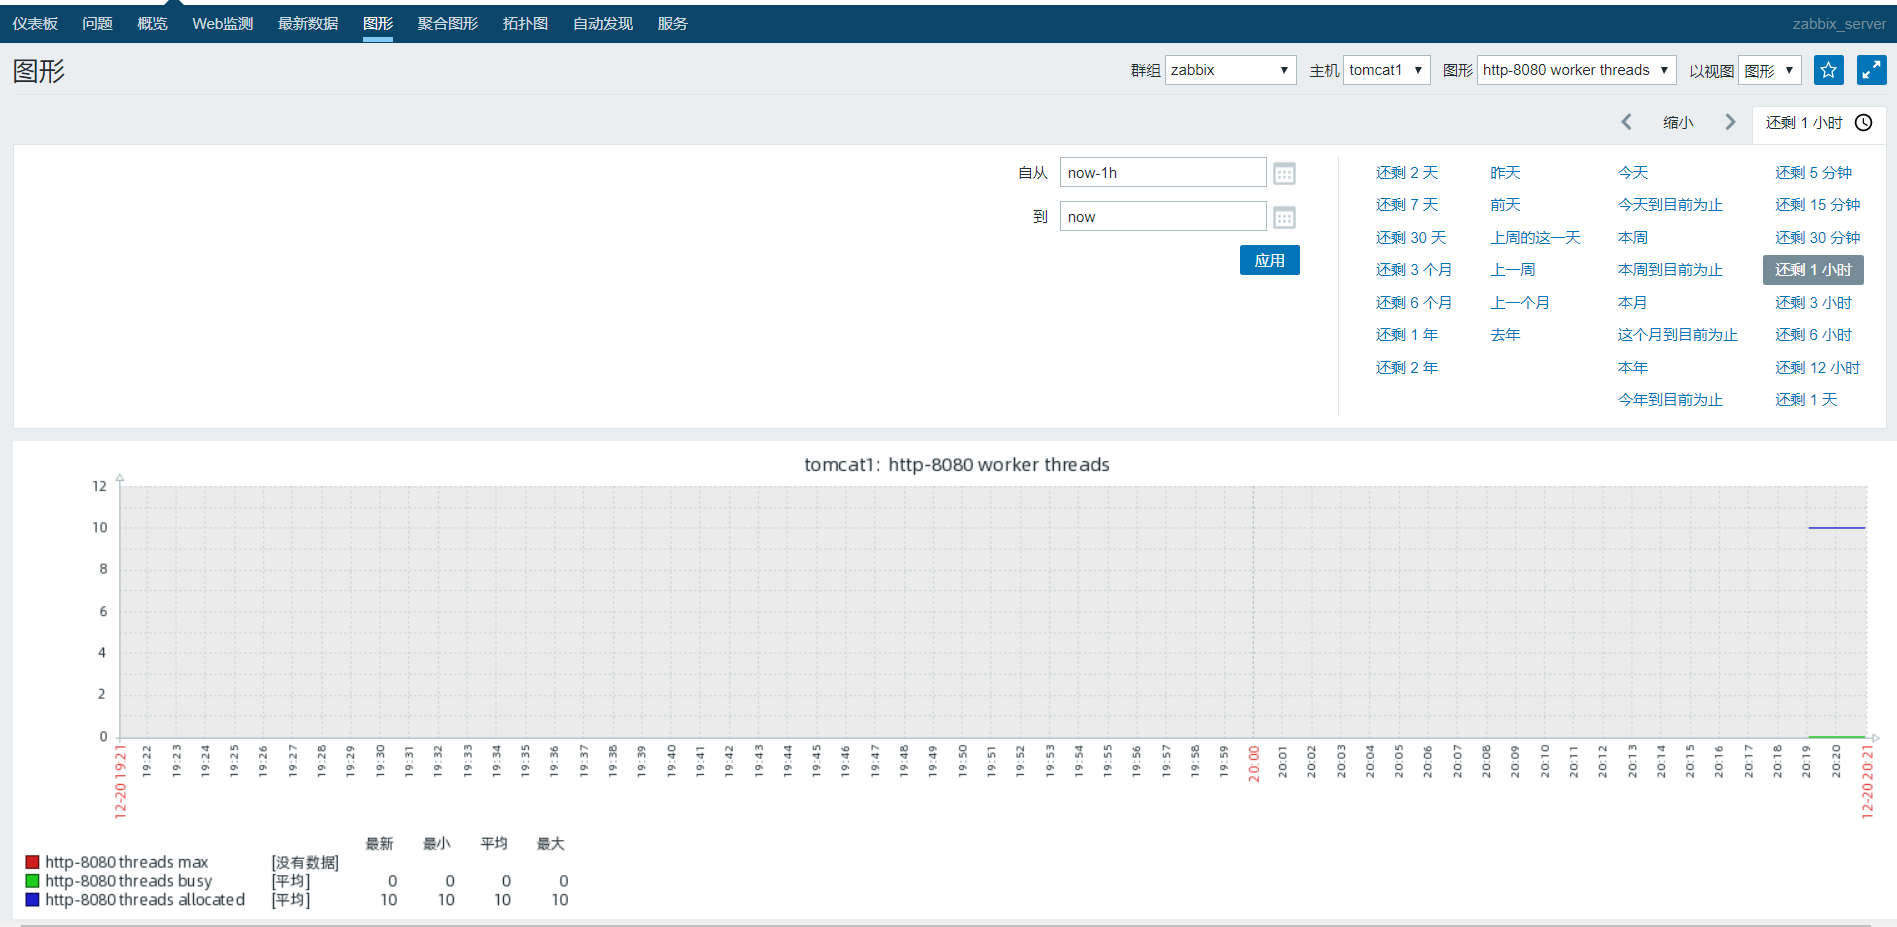 仪表板 问题 概览 Web监测 最新数据 图形 聚合图形 拓扑图 自动发现 服务 zabbix_server
图形 群组 zabbix 主机 tomcat1 图形 http-8080 worker threads 以视图 图形
缩小 还剩 1 小时
自从 now-1h
到 now
应用
还剩 2 天 昨天 今天 还剩 5 分钟
还剩 7 天 前天 今天到目前为止 还剩 15 分钟
还剩 30 天 上周的这一天 本周 还剩 30 分钟
还剩 3 个月 上一周 本周到目前为止 还剩 1 小时
还剩 6 个月 上一个月 本月 还剩 3 小时
还剩 1 年 去年 这个月到目前为止 还剩 6 小时
还剩 2 年 本年 还剩 12 小时
今年到目前为止 还剩 1 天
tomcat1: http-8080 worker threads
12
10
8
6
4
2
0
12-20 19:21 19:22 19:23 19:24 19:25 19:26 19:27 19:28 19:29 19:30 19:31 19:32 19:33 19:34 19:35 19:36 19:37 19:38 19:39 19:40 19:41 19:42 19:43 19:44 19:45 19:46 19:47 19:48 19:49 19:50 19:51 19:52 19:53 19:54 19:55 19:56 19:57 19:58 19:59 20:00 20:01 20:02 20:03 20:04 20:05 20:06 20:07 20:08 20:09 20:10 20:11 20:12 20:13 20:14 20:15 20:16 20:17 20:18 20:19 20:20 12-20 20:21
最新 最小 平均 最大
http-8080 threads max [没有数据]
http-8080 threads busy [平均] 0 0 0 0
http-8080 threads allocated [平均] 10 10 10 10